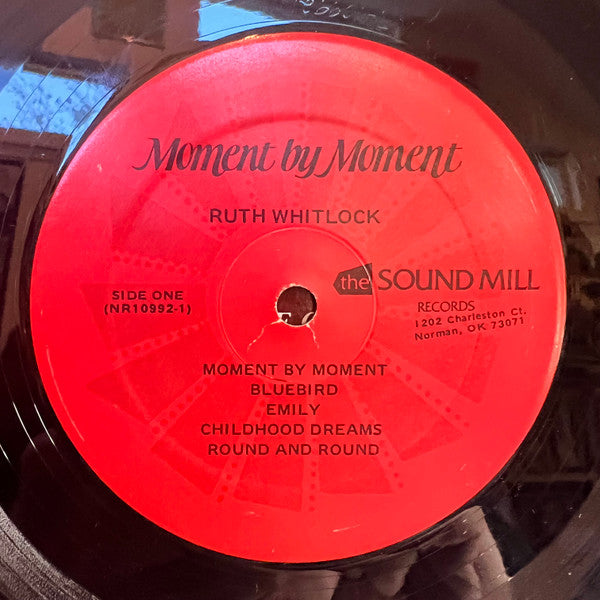 Moment by Moment
RUTH WHITLOCK
the SOUND MILL
RECORDS
1202 Charleston Ct.
Norman, OK 73071
SIDE ONE
(NR10992-1)
MOMENT BY MOMENT
BLUEBIRD
EMILY
CHILDHOOD DREAMS
ROUND AND ROUND